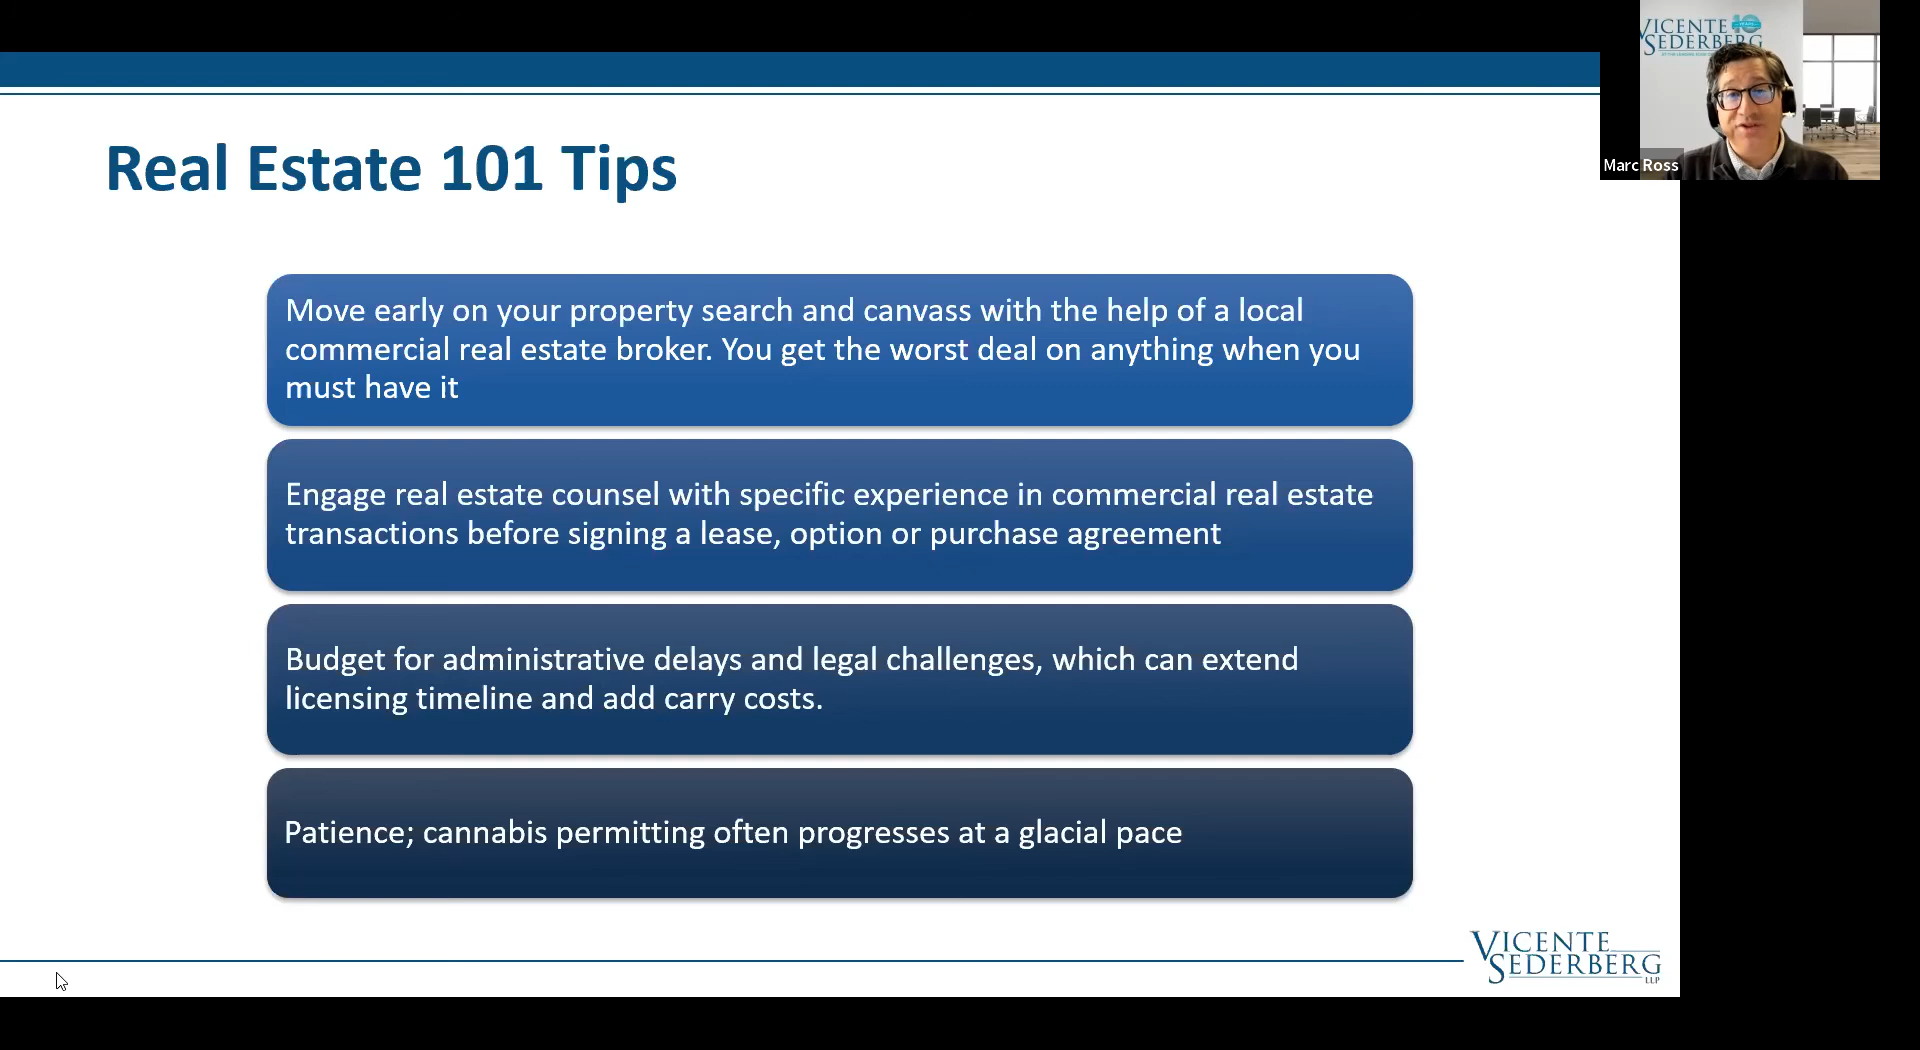 Real Estate 101 Tips
Move early on your property search and canvass with the help of a local
commercial real estate broker. You get the worst deal on anything when you
must have it
Engage real estate counsel with specific experience in commercial real estate
transactions before signing a lease, option or purchase agreement
Budget for administrative delays and legal challenges, which can extend
licensing timeline and add carry costs.
Patience; cannabis permitting often progresses at a glacial pace
VICENTE
SEDERBERG
LLP
VICENTE 10
YEARS
SEDERBERG
Marc Ross